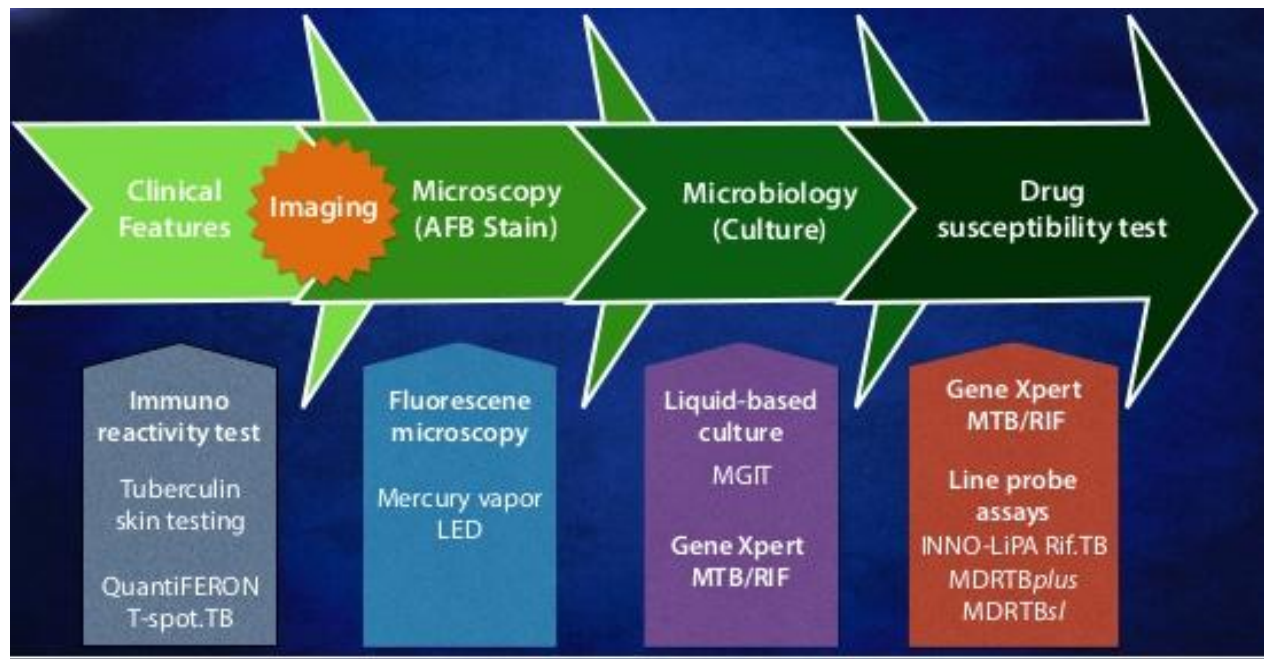 Clinical
Features
Imaging
Microscopy
(AFB Stain)
Microbiology
(Culture)
Drug
susceptibility test
Immuno
reactivity test
Tuberculin
skin testing
QuantiFERON
T-spot.TB
Fluorescene
microscopy
Mercury vapor
LED
Liquid-based
culture
MGIT
Gene Xpert
MTB/RIF
Gene Xpert
MTB/RIF
Line probe
assays
INNO-LiPA Rif.TB
MDRTBplus
MDRTBsl